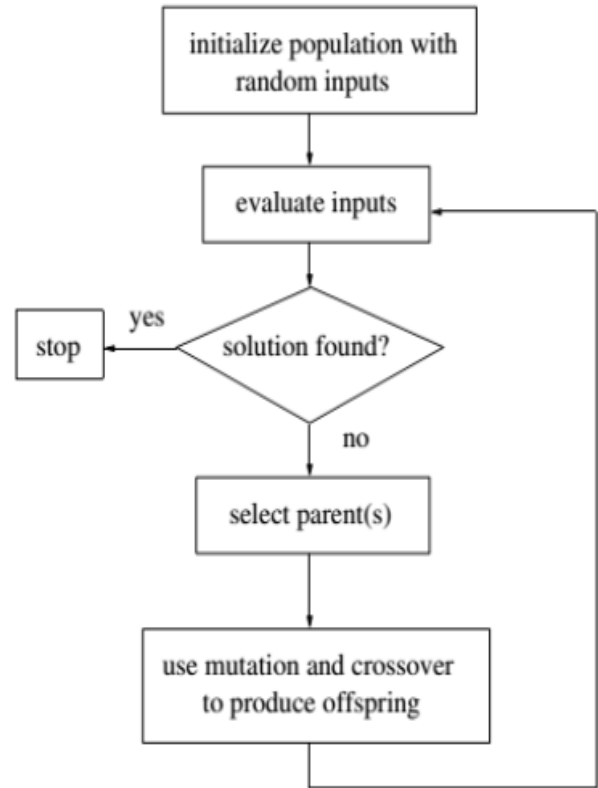 initialize population with
random inputs
evaluate inputs
yes
stop
solution found?
no
select parent(s)
use mutation and crossover
to produce offspring